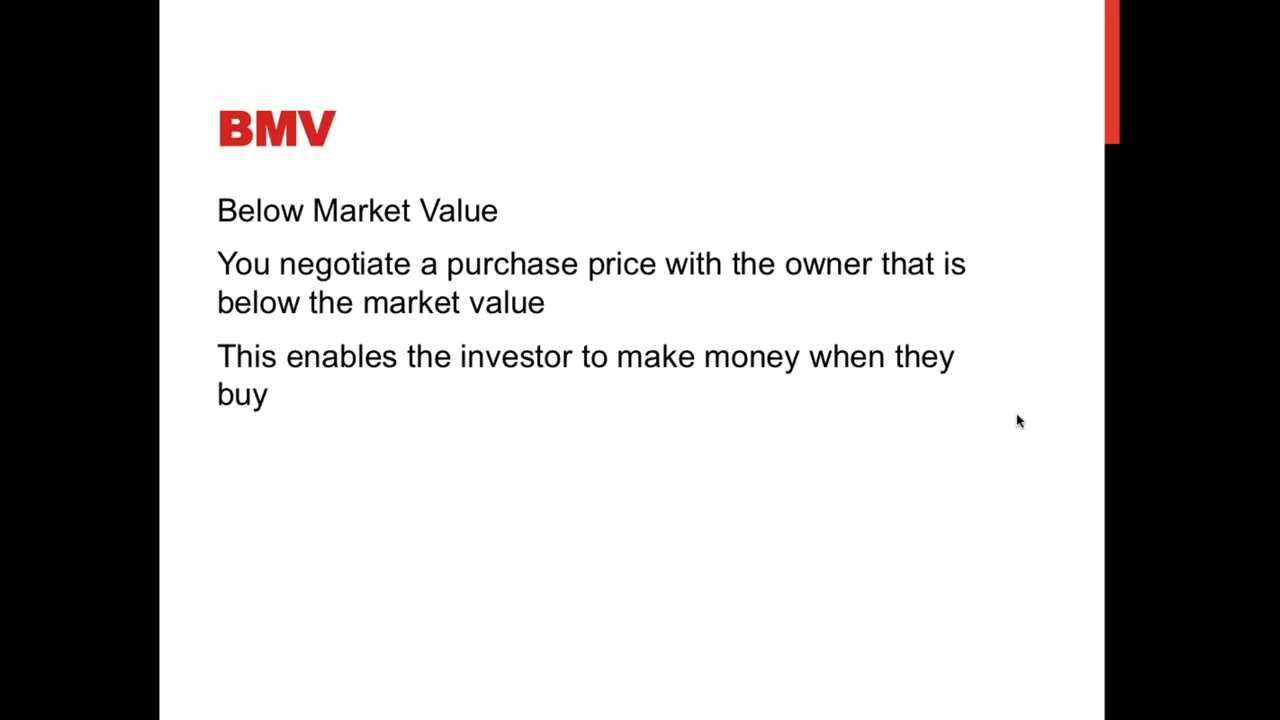 BMV
Below Market Value
You negotiate a purchase price with the owner that is
below the market value
This enables the investor to make money when they
buy